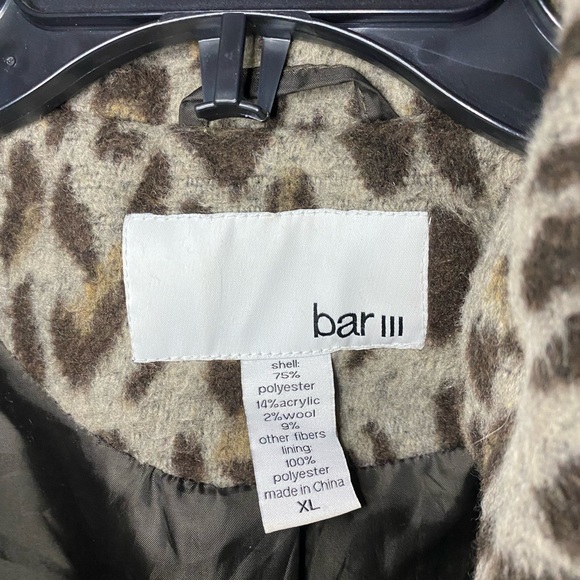 bar III
shell:
75%
polyester
14%acrylic
2%wool
9%
other fibers
lining:
100%
polyester
made in China
XL